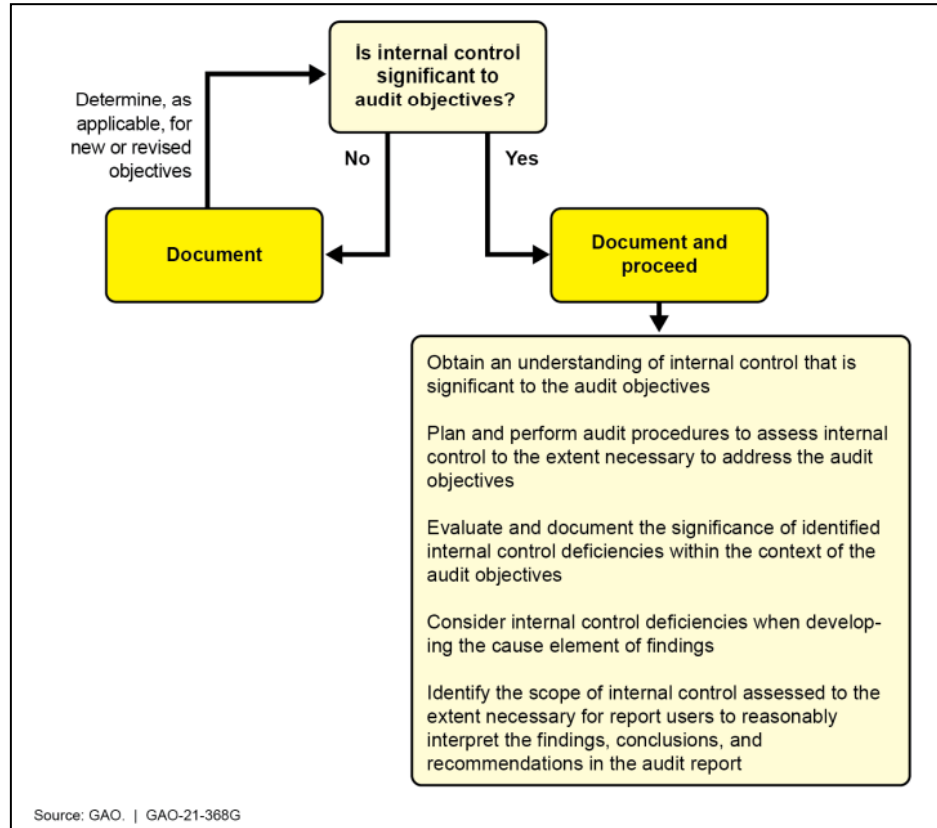 Is internal control
significant to
audit objectives?
Determine, as
applicable, for
new or revised
objectives
No
Yes
Document
Document and
proceed
Obtain an understanding of internal control that is
significant to the audit objectives
Plan and perform audit procedures to assess internal
control to the extent necessary to address the audit
objectives
Evaluate and document the significance of identified
internal control deficiencies within the context of the
audit objectives
Consider internal control deficiencies when develop-
ing the cause element of findings
Identify the scope of internal control assessed to the
extent necessary for report users to reasonably
interpret the findings, conclusions, and
recommendations in the audit report
Source: GAO. | GAO-21-368G